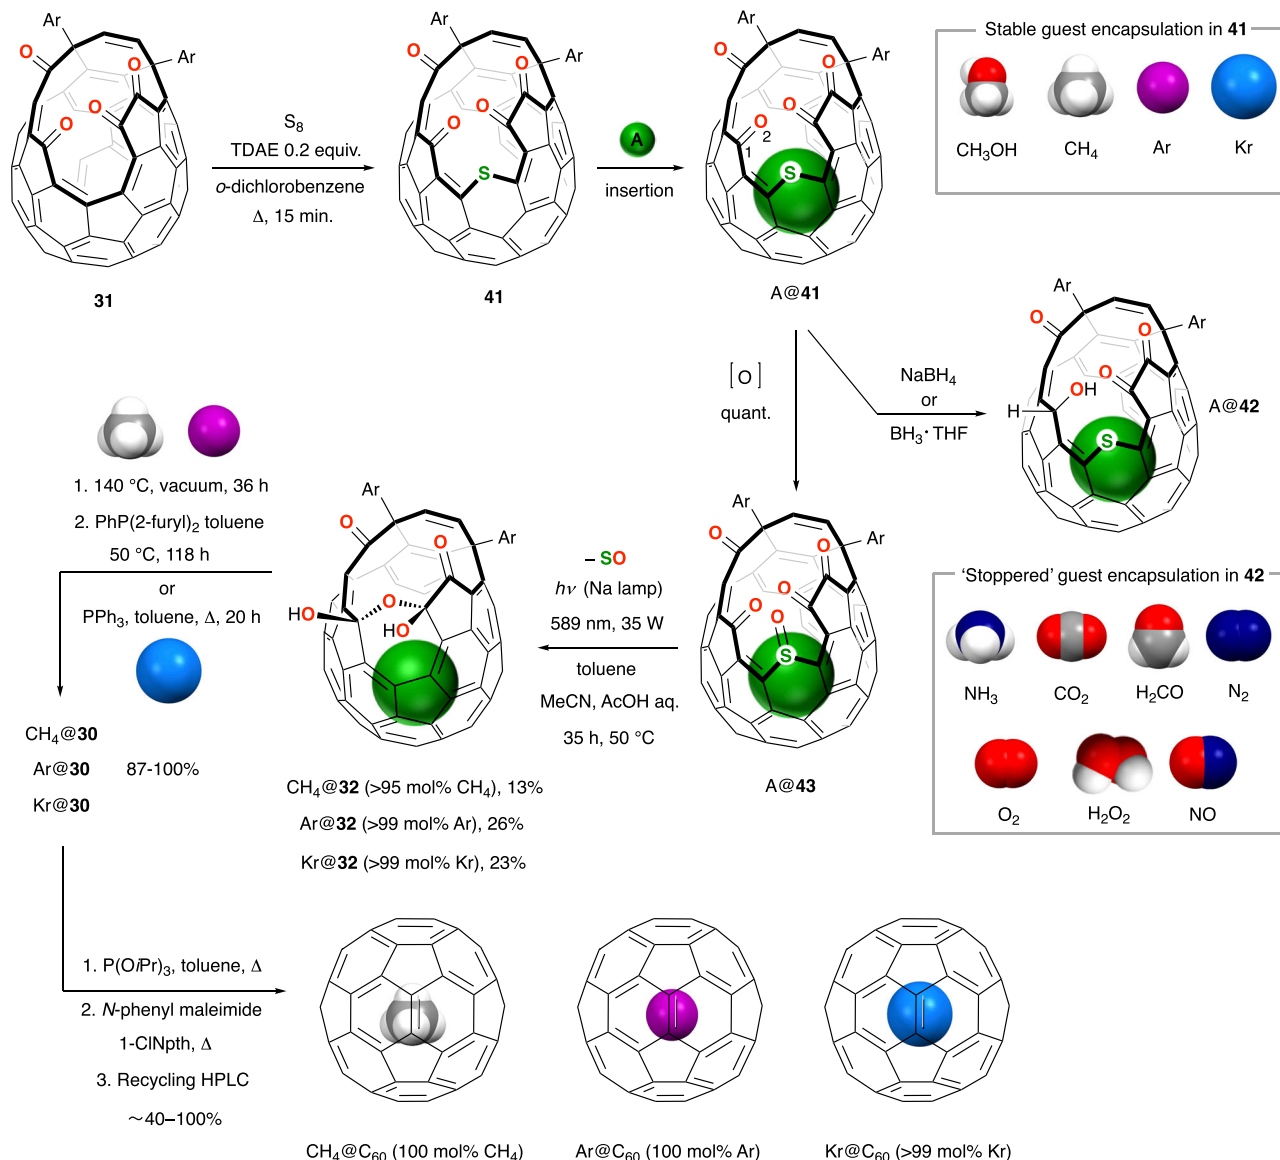 Ar
Ar
O
O
O
O
31
S8
TDAE 0.2 equiv.
o-dichlorobenzene
Δ, 15 min.
Ar
Ar
O
O
O
O
S
41
A
insertion
Ar
Ar
O
O
O
O
2
1
S
A@41
Stable guest encapsulation in 41
CH3OH
CH4
Ar
Kr
[O]
quant.
NaBH4
or
BH3·THF
Ar
Ar
O
O
O
OH
H
S
A@42
1. 140 °C, vacuum, 36 h
2. PhP(2-furyl)2 toluene
50 °C, 118 h
or
PPh3, toluene, Δ, 20 h
CH4@30
Ar@30
Kr@30
87-100%
Ar
Ar
O
O
HO
O
HO
CH4@32 (>95 mol% CH4), 13%
Ar@32 (>99 mol% Ar), 26%
Kr@32 (>99 mol% Kr), 23%
–SO
hν (Na lamp)
589 nm, 35 W
toluene
MeCN, AcOH aq.
35 h, 50 °C
Ar
Ar
O
O
O
O
O
S
A@43
‘Stoppered’ guest encapsulation in 42
NH3
CO2
H2CO
N2
O2
H2O2
NO
1. P(OiPr)3, toluene, Δ
2. N-phenyl maleimide
1-ClNpth, Δ
3. Recycling HPLC
~40–100%
CH4@C60 (100 mol% CH4)
Ar@C60 (100 mol% Ar)
Kr@C60 (>99 mol% Kr)